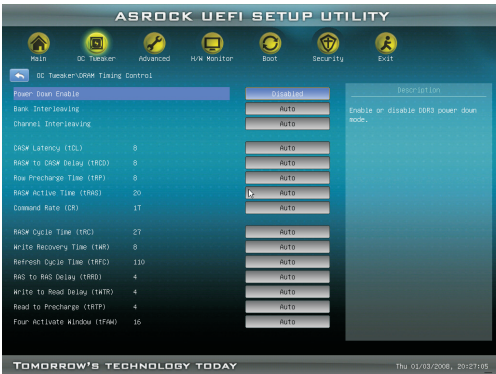 ASROCK UEFI SETUP UTILITY
Main OC Tweaker Advanced H/W Monitor Boot Security Exit
OC Tweaker\DRAM Timing Control
Description
Power Down Enable Disabled
Bank Interleaving Auto
Channel Interleaving Auto
Enable or disable DDR3 power down
mode.
CAS# Latency (tCL) 8 Auto
RAS# to CAS# Delay (tRCD) 8 Auto
Row Precharge Time (tRP) 8 Auto
RAS# Active Time (tRAS) 20 Auto
Command Rate (CR) 1T Auto
RAS# Cycle Time (tRC) 27 Auto
Write Recovery Time (tWR) 8 Auto
Refresh Cycle Time (tRFC) 110 Auto
RAS to RAS Delay (tRRD) 4 Auto
Write to Read Delay (tWTR) 4 Auto
Read to Precharge (tRTP) 4 Auto
Four Activate Window (tFAW) 16 Auto
TOMORROW'S TECHNOLOGY TODAY
Thu 01/03/2008, 20:27:05